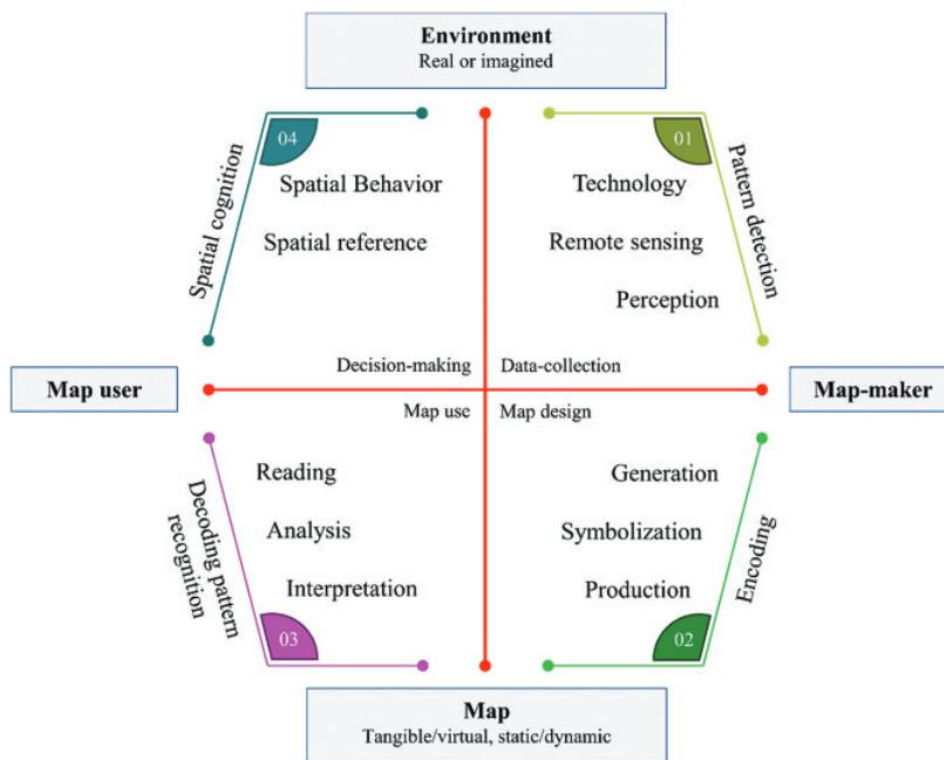 Environment
Real or imagined
04
01
Spatial cognition
Pattern detection
Spatial Behavior
Technology
Spatial reference
Remote sensing
Perception
Decision-making
Data-collection
Map user
Map-maker
Map use
Map design
Reading
Generation
Analysis
Symbolization
Interpretation
Production
Decoding pattern
recognition
Encoding
03
02
Map
Tangible/virtual, static/dynamic